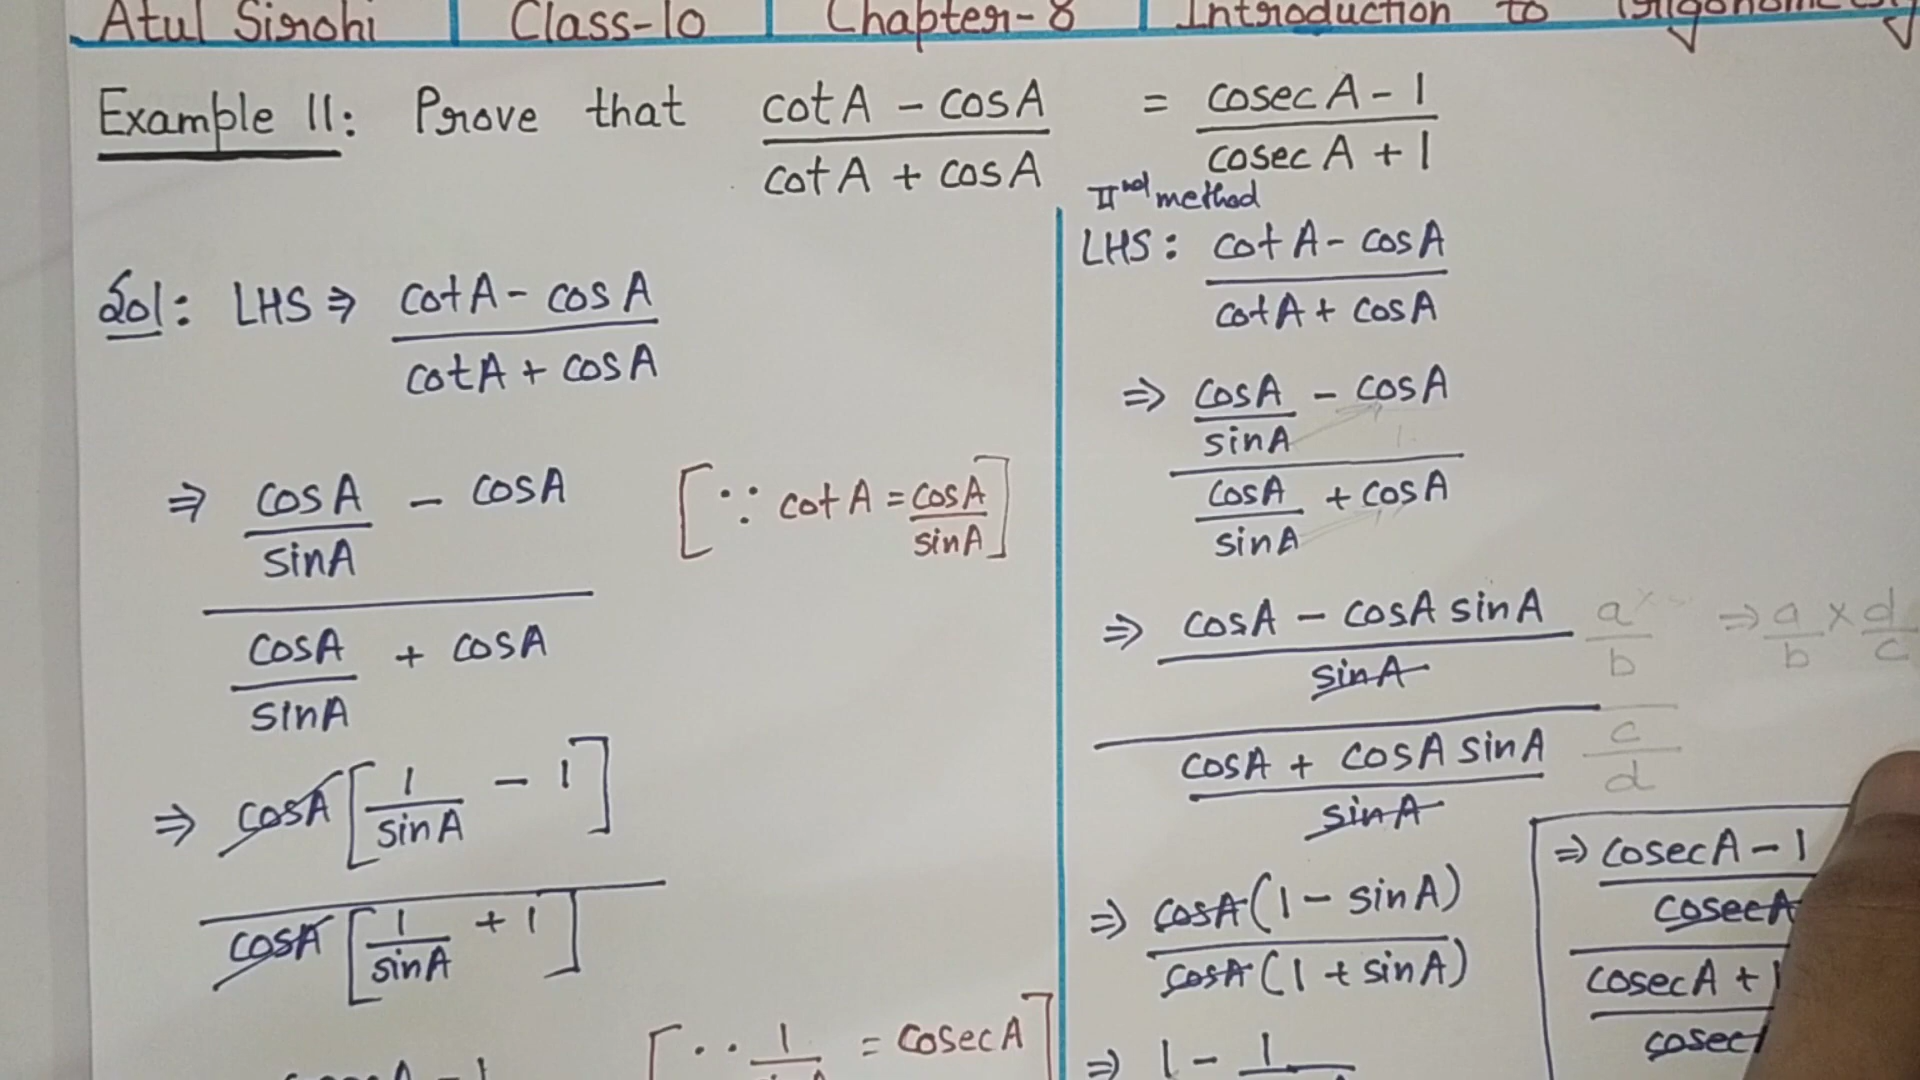 Atul Sirohi | Class-10 | Chapter-8 | Introduction to Trigonometry
Example 11: Prove that (cot A - cos A)/(cot A + cos A) = (cosec A - 1)/(cosec A + 1)
Sol: LHS ⇒ (cot A - cos A)/(cot A + cos A)
⇒ (cos A/sin A - cos A)/(cos A/sin A + cos A) [∵ cot A = cos A/sin A]
⇒ cos A [1/sin A - 1]/cos A [1/sin A + 1]
[∵ 1/ = cosec A]
IInd method
LHS: (cot A - cos A)/(cot A + cos A)
⇒ (cos A/sin A - cos A)/(cos A/sin A + cos A)
⇒ ((cos A - cos A sin A)/sin A)/((cos A + cos A sin A)/sin A)
(a/b)/(c/d) ⇒ a/b × d/c
⇒ cos A (1 - sin A)/cos A (1 + sin A)
⇒ 1 - 1/
⇒ ((cosec A - 1)/cosec A)/((cosec A + 1)/cosec